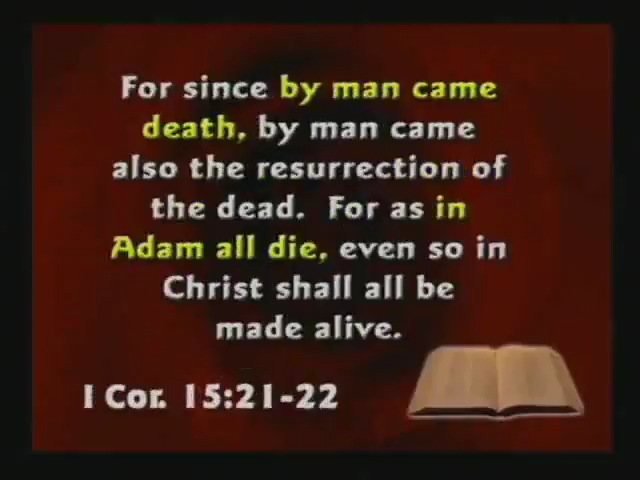 For since by man came
death, by man came
also the resurrection of
the dead. For as in
Adam all die, even so in
Christ shall all be
made alive.
I Cor. 15:21-22